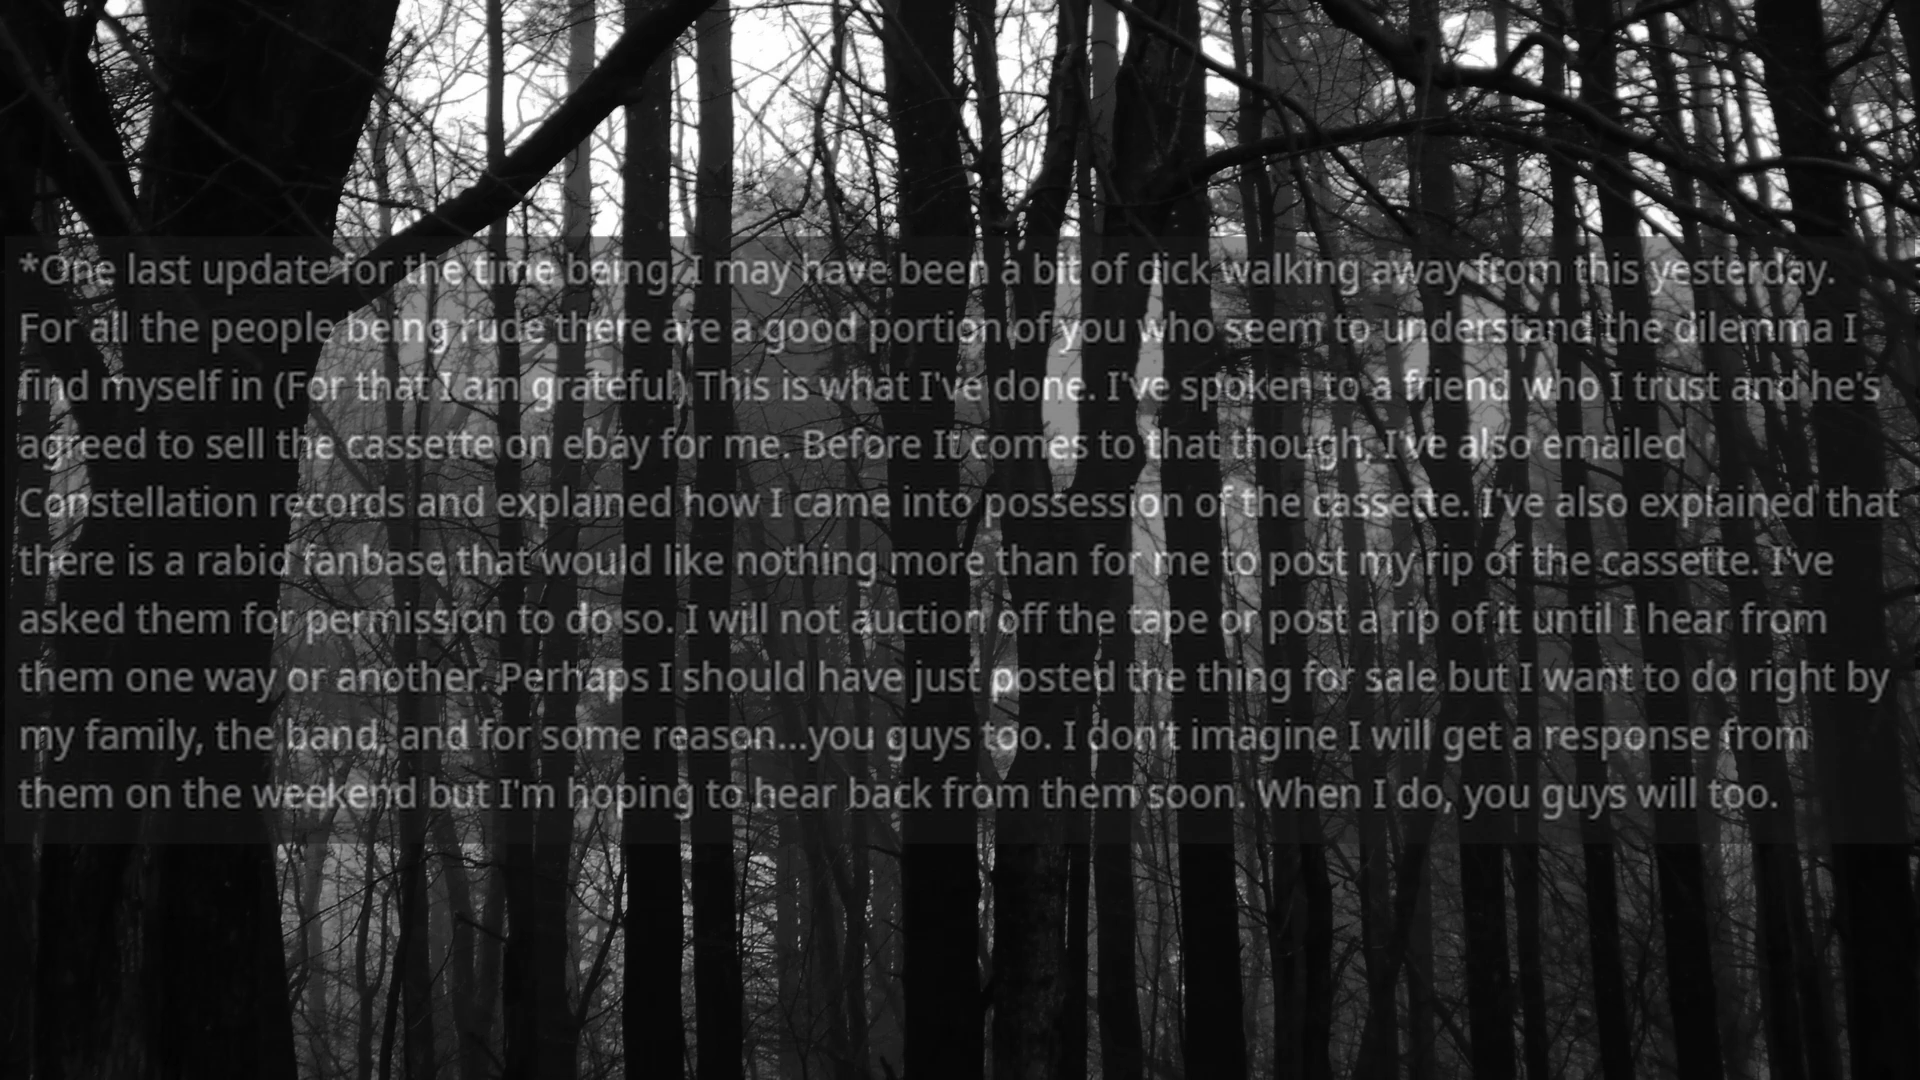 *One last update for the time being. I may have been a bit of dick walking away from this yesterday.
For all the people being rude there are a good portion of you who seem to understand the dilemma I
find myself in (For that I am grateful) This is what I've done. I've spoken to a friend who I trust and he's
agreed to sell the cassette on ebay for me. Before It comes to that though, I've also emailed
Constellation records and explained how I came into possession of the cassette. I've also explained that
there is a rabid fanbase that would like nothing more than for me to post my rip of the cassette. I've
asked them for permission to do so. I will not auction off the tape or post a rip of it until I hear from
them one way or another. Perhaps I should have just posted the thing for sale but I want to do right by
my family, the band, and for some reason...you guys too. I don't imagine I will get a response from
them on the weekend but I'm hoping to hear back from them soon. When I do, you guys will too.